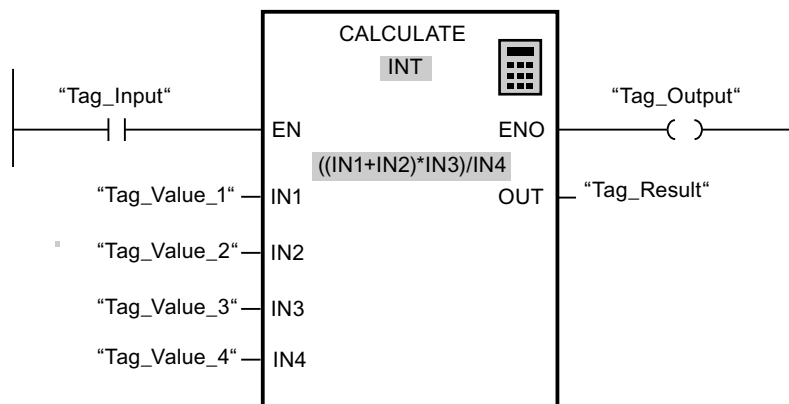 CALCULATE
INT
“Tag_Input“
“Tag_Output“
EN
ENO
((IN1+IN2)*IN3)/IN4
“Tag_Value_1“
IN1
OUT
“Tag_Result“
“Tag_Value_2“
IN2
“Tag_Value_3“
IN3
“Tag_Value_4“
IN4